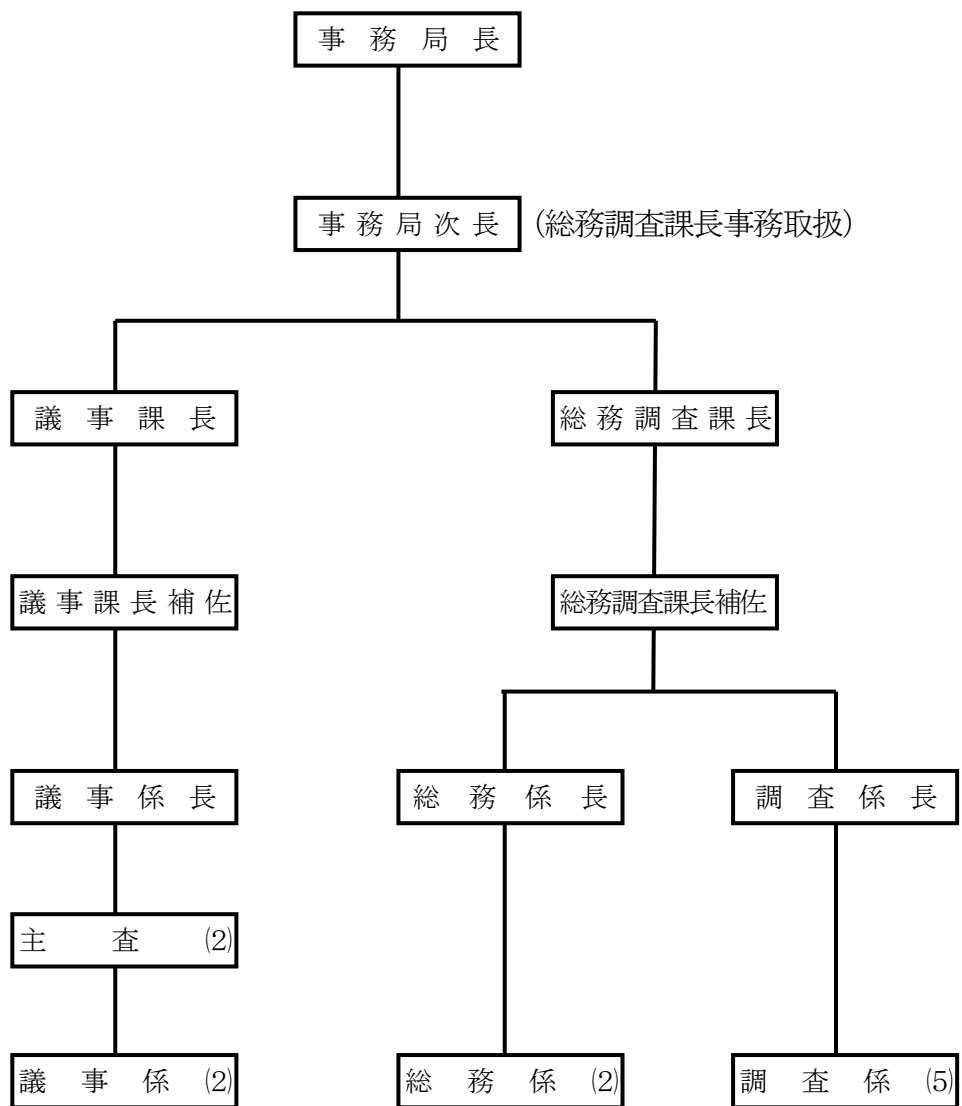 事務局長
事務局次長 (総務調査課長事務取扱)
議事課長 総務調査課長
議事課長補佐 総務調査課長補佐
議事係長 総務係長 調査係長
主査 (2)
議事係 (2) 総務係 (2) 調査係 (5)